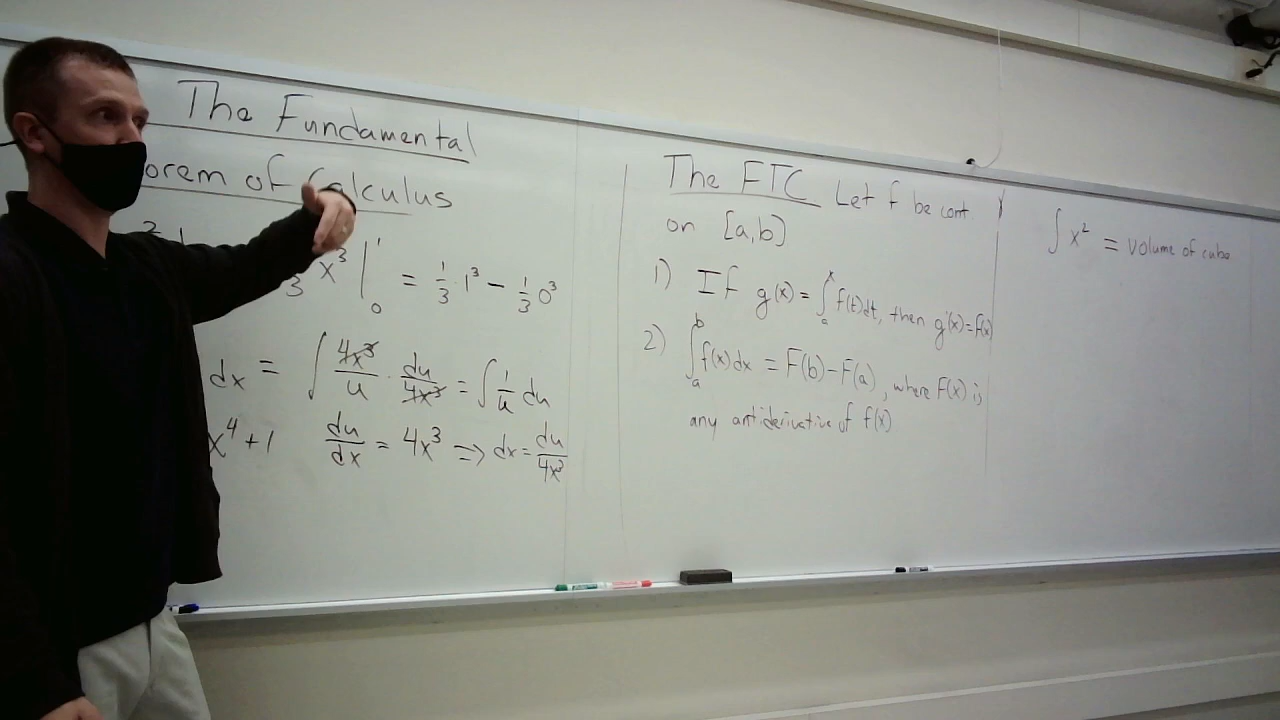 The Fundamental
orem of Calculus
2
3 x³ |₀¹ = 1/3 · 1³ − 1/3 0³
dx = ∫ 4x³/u · du/4x³ = ∫ 1/u du
x⁴ + 1 du/dx = 4x³ ⇒ dx = du/4x³
The FTC Let f be cont
on [a,b]
1) If g(x) = ∫ₐˣ f(t)dt, then g'(x) = f(x)
2) ∫ₐᵇ f(x)dx = F(b) − F(a), where F(x) is
any antiderivative of f(x)
∫ x² = volume of cube